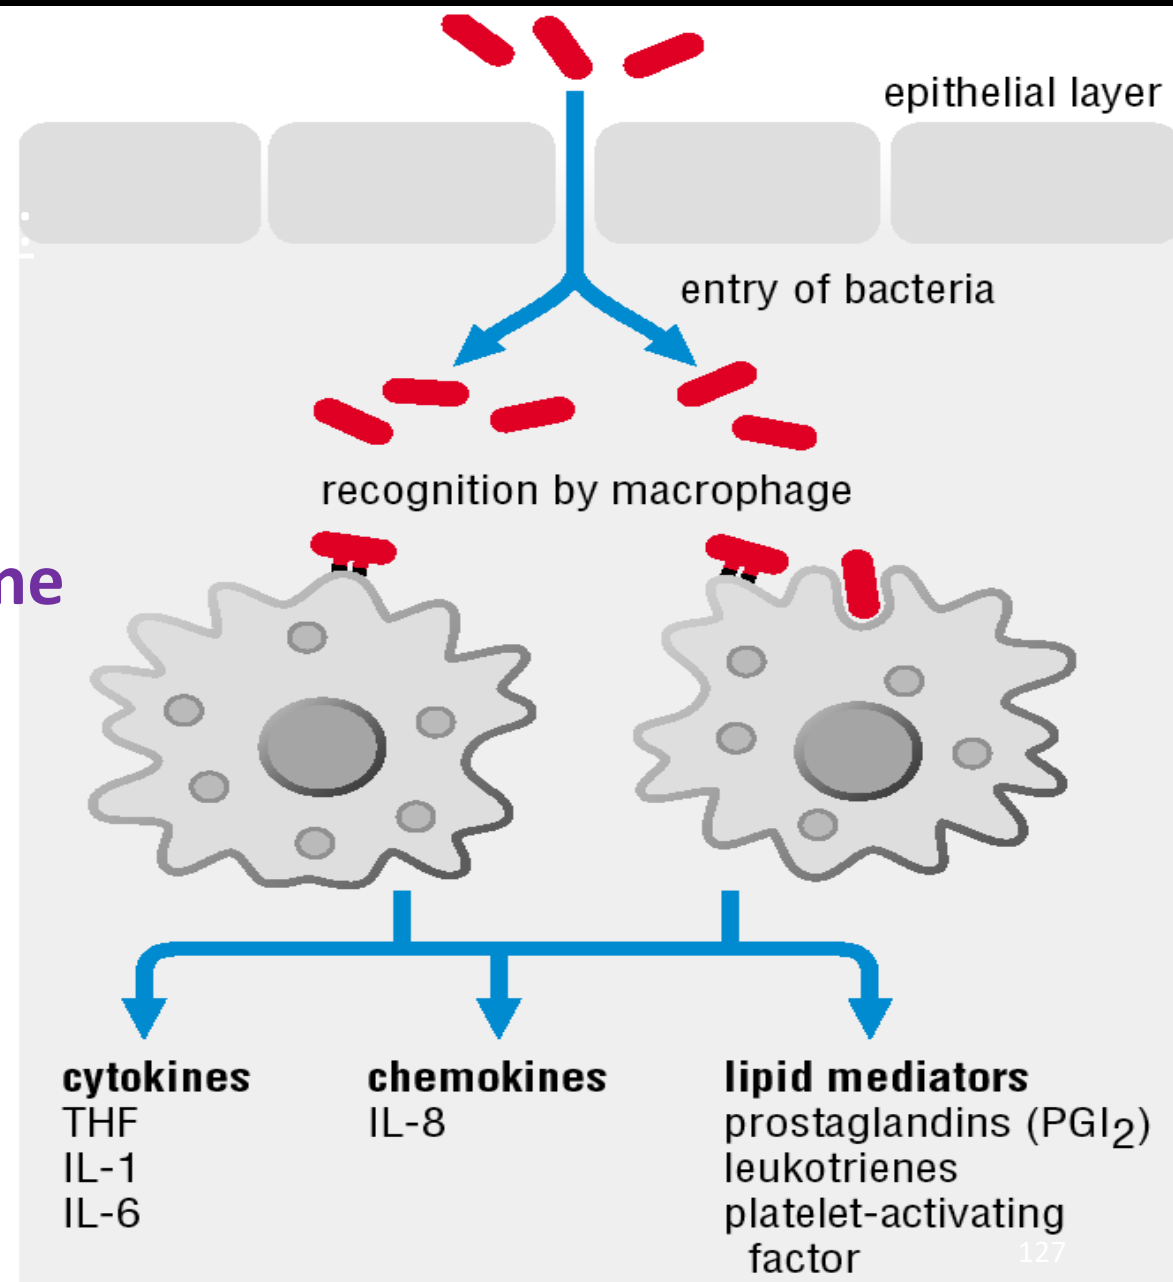 epithelial layer
entry of bacteria
recognition by macrophage
ne
cytokines
THF
IL-1
IL-6
chemokines
IL-8
lipid mediators
prostaglandins (PGI₂)
leukotrienes
platelet-activating
factor
127